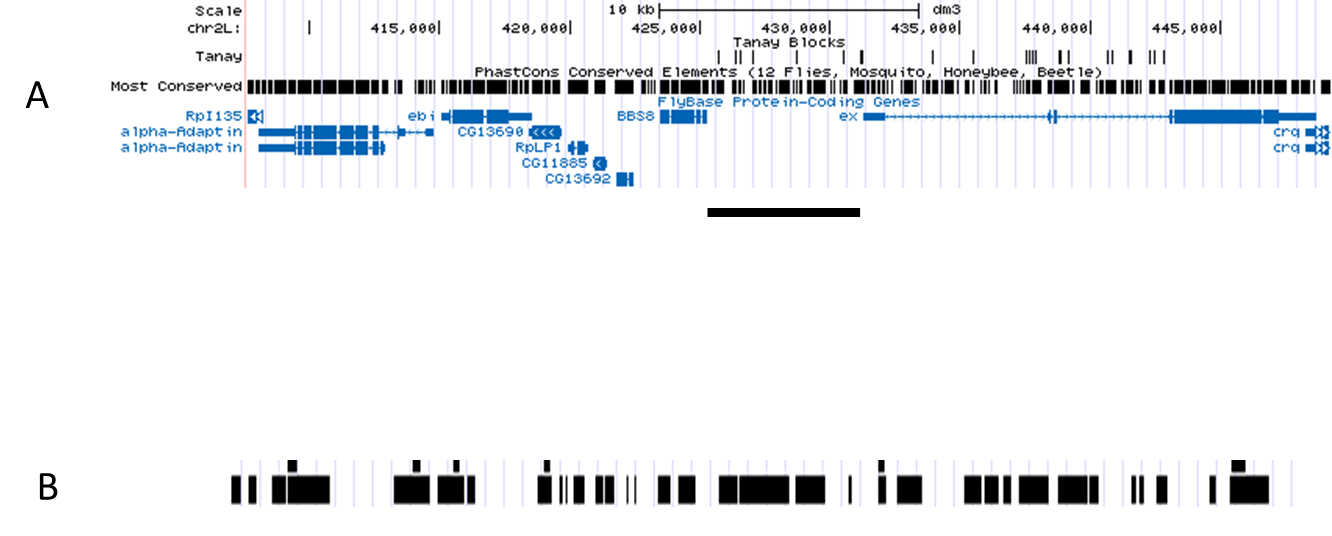 Scale 10 kb dm3
chr2L: 415,000 420,000 425,000 430,000 435,000 440,000 445,000
Tanay Blocks
Tanay
PhastCons Conserved Elements (12 Flies, Mosquito, Honeybee, Beetle)
A
Most Conserved
FlyBase Protein-Coding Genes
RpI135 ebi BBS8 ex
alpha-Adaptin CG13690 crq
alpha-Adaptin RpLP1 crq
CG11885
CG13692
B